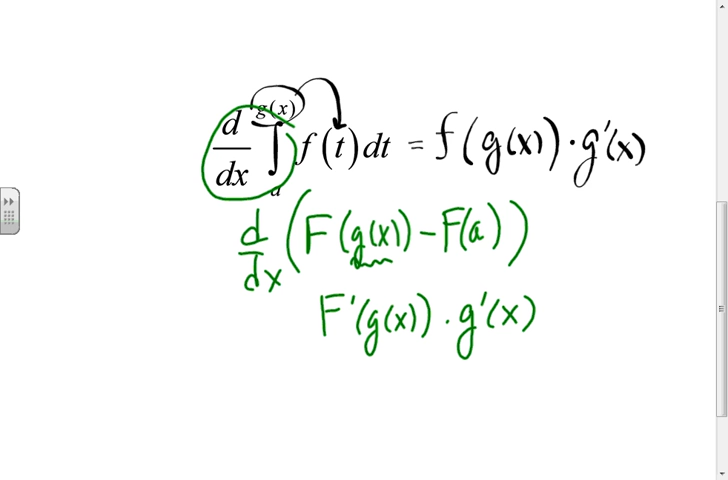 d/dx ∫_a^{g(x)} f(t)dt = f(g(x))·g'(x)
d/dx (F(g(x)) − F(a))
F'(g(x))·g'(x)